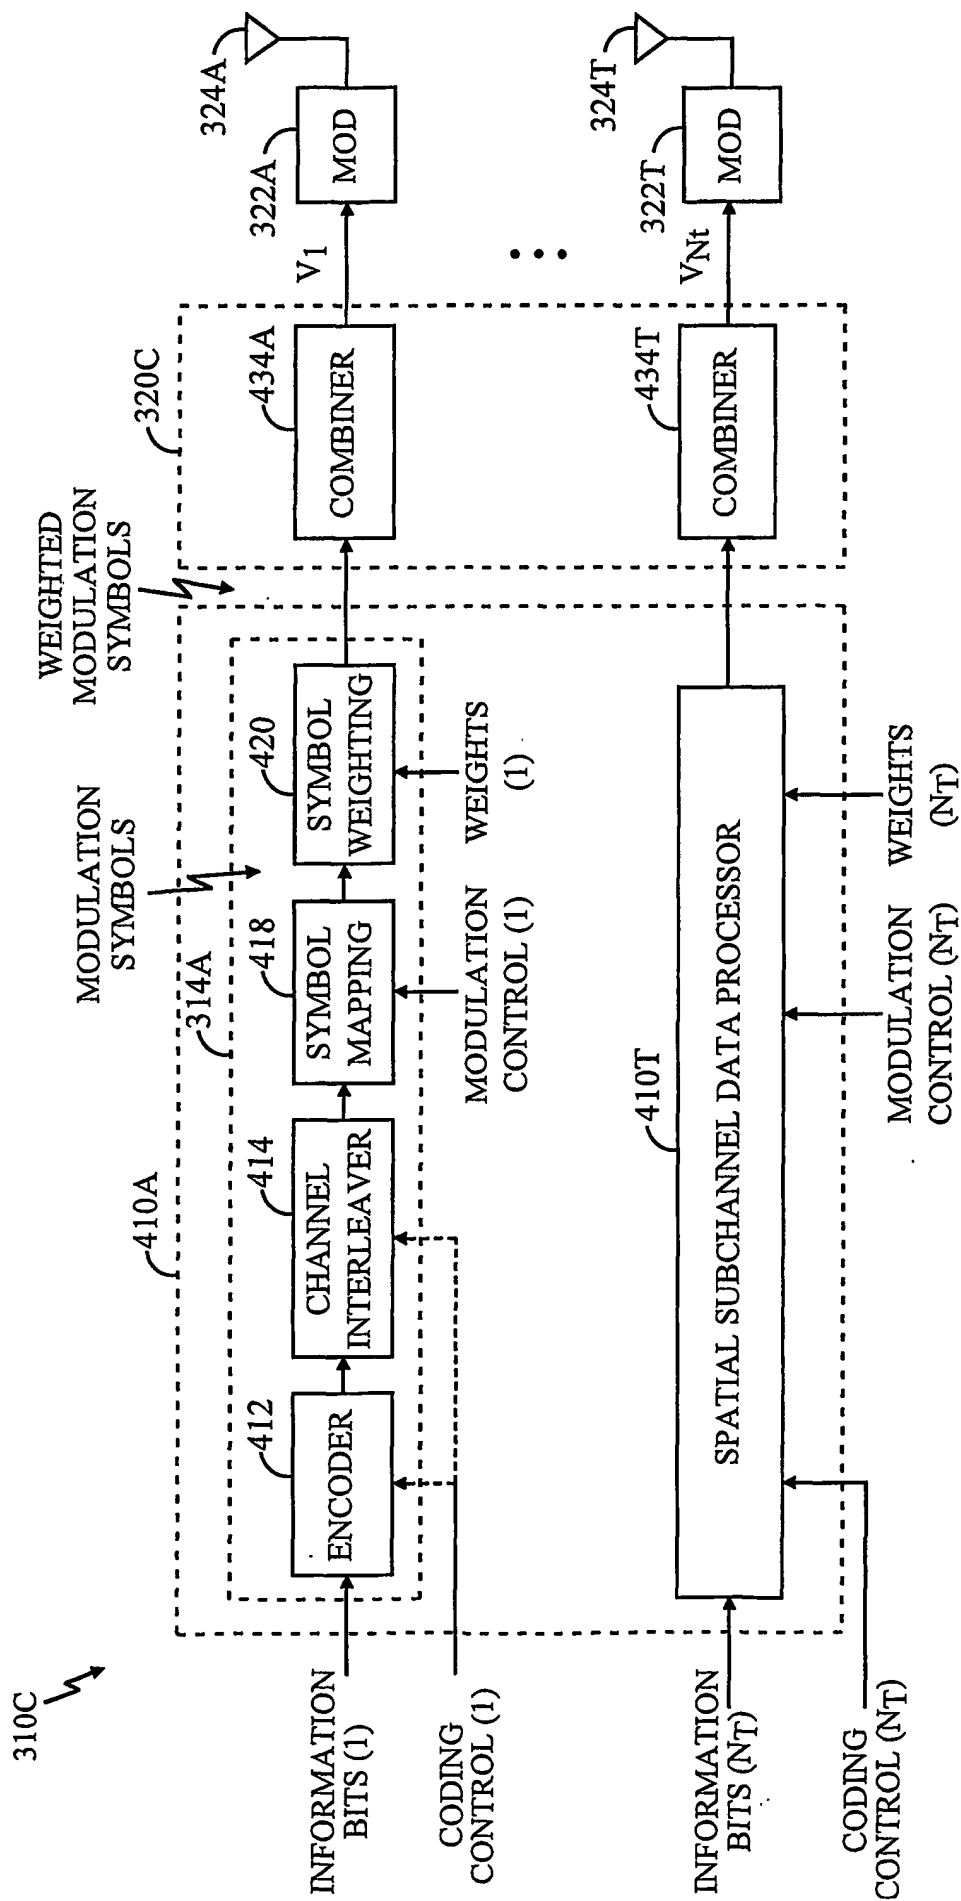 310C
410A
314A
MODULATION
SYMBOLS
WEIGHTED
MODULATION
SYMBOLS
320C
INFORMATION
BITS (1)
412
ENCODER
414
CHANNEL
INTERLEAVER
418
SYMBOL
MAPPING
420
SYMBOL
WEIGHTING
434A
COMBINER
V1
322A
MOD
324A
CODING
CONTROL (1)
MODULATION
CONTROL (1)
WEIGHTS
(1)
INFORMATION
BITS (NT)
410T
SPATIAL SUBCHANNEL DATA PROCESSOR
434T
COMBINER
VNt
322T
MOD
324T
CODING
CONTROL (NT)
MODULATION
CONTROL (NT)
WEIGHTS
(NT)